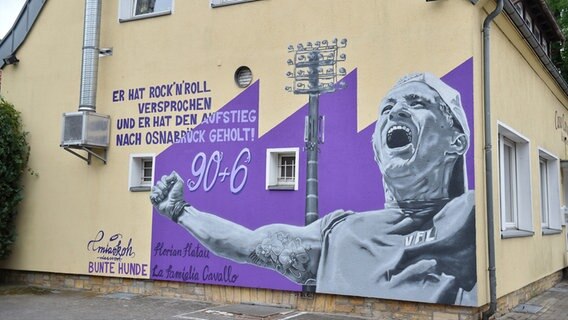 ER HAT ROCK'N'ROLL
VERSPROCHEN
UND ER HAT DEN AUFSTIEG
NACH OSNABRÜCK GEHOLT!
90+6
VFL
Florian Flatau
La Famiglia Cavallo
BUNTE HUNDE